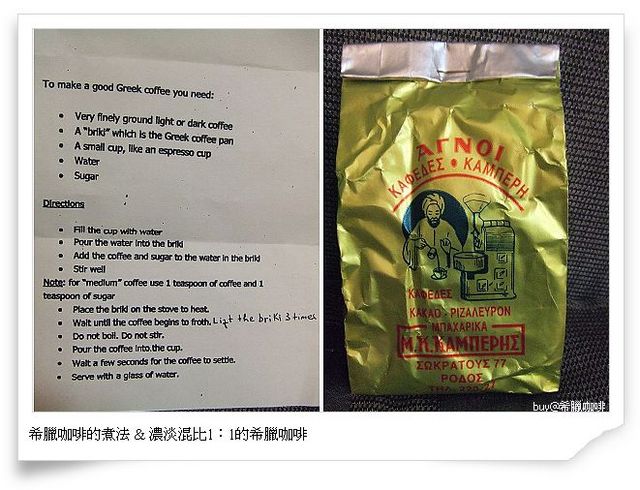 To make a good Greek coffee you need:
• Very finely ground light or dark coffee
• A "briki" which is the Greek coffee pan
• A small cup, like an espresso cup
• Water
• Sugar
Directions
• Fill the cup with water
• Pour the water into the briki
• Add the coffee and sugar to the water in the briki
• Stir well
Note: for "medium" coffee use 1 teaspoon of coffee and 1
teaspoon of sugar
• Place the briki on the stove to heat.
• Wait until the coffee begins to froth. Lift the briki 3 times
• Do not boil. Do not stir.
• Pour the coffee into the cup.
• Wait a few seconds for the coffee to settle.
• Serve with a glass of water.
ΑΓΝΟΙ
ΚΑΦΕΔΕΣ • ΚΑΜΠΕΡΗ
ΚΑΦΕΔΕΣ
ΚΑΚΑΟ - ΡΙΖΑΛΕΥΡΟΝ
ΜΠΑΧΑΡΙΚΑ
Μ.Κ.ΚΑΜΠΕΡΗΣ
ΣΩΚΡΑΤΟΥΣ 77
ΡΟΔΟΣ
buv@希臘咖啡
希臘咖啡的煮法 & 濃淡混比1：1的希臘咖啡